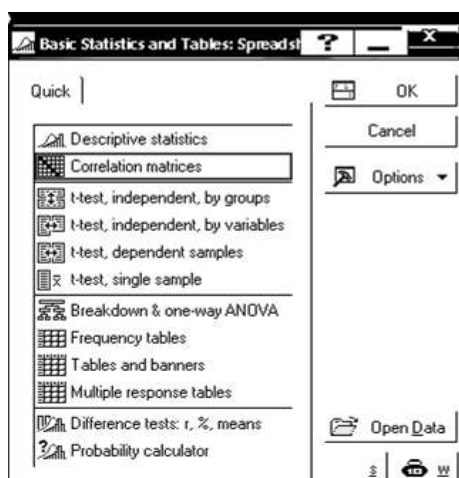 Basic Statistics and Tables: Spreadsh ? _ x
Quick
OK
Cancel
Options
Descriptive statistics
Correlation matrices
t-test, independent, by groups
t-test, independent, by variables
t-test, dependent samples
t-test, single sample
Breakdown & one-way ANOVA
Frequency tables
Tables and banners
Multiple response tables
Difference tests: r, %, means
Probability calculator
Open Data
s w